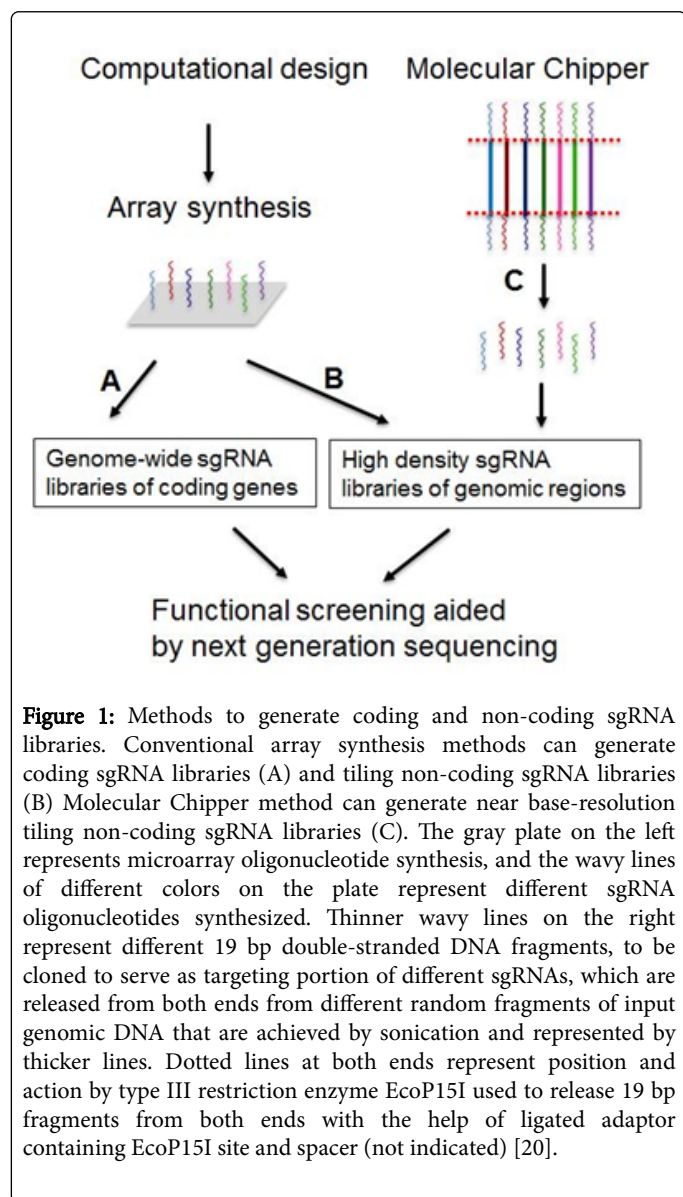 Computational design
Molecular Chipper
Array synthesis
C
A
B
Genome-wide sgRNA
libraries of coding genes
High density sgRNA
libraries of genomic regions
Functional screening aided
by next generation sequencing
Figure 1: Methods to generate coding and non-coding sgRNA
libraries. Conventional array synthesis methods can generate
coding sgRNA libraries (A) and tiling non-coding sgRNA libraries
(B) Molecular Chipper method can generate near base-resolution
tiling non-coding sgRNA libraries (C). The gray plate on the left
represents microarray oligonucleotide synthesis, and the wavy lines
of different colors on the plate represent different sgRNA
oligonucleotides synthesized. Thinner wavy lines on the right
represent different 19 bp double-stranded DNA fragments, to be
cloned to serve as targeting portion of different sgRNAs, which are
released from both ends from different random fragments of input
genomic DNA that are achieved by sonication and represented by
thicker lines. Dotted lines at both ends represent position and
action by type III restriction enzyme EcoP15I used to release 19 bp
fragments from both ends with the help of ligated adaptor
containing EcoP15I site and spacer (not indicated) [20].